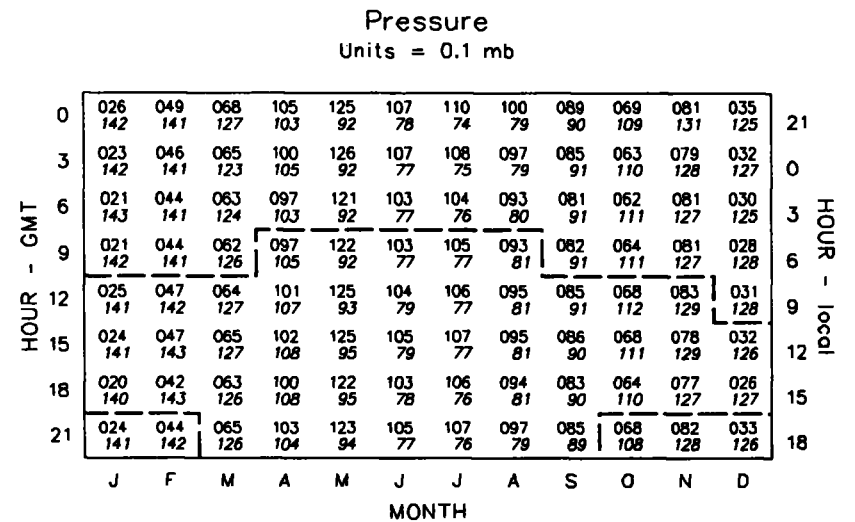 Pressure
Units = 0.1 mb
0 026 049 068 105 125 107 110 100 089 069 081 035 21
142 141 127 103 92 78 74 79 90 109 131 125
3 023 046 065 100 126 107 108 097 085 063 079 032 0
142 141 123 105 92 77 75 79 91 110 128 127
6 021 044 063 097 121 103 104 093 081 062 081 030 3
143 141 124 103 92 77 76 80 91 111 127 125
9 021 044 062 097 122 103 105 093 082 064 081 028 6
142 141 126 105 92 77 77 81 91 111 127 128
12 025 047 064 101 125 104 106 095 085 068 083 031 9
141 142 127 107 93 79 77 81 91 112 129 128
15 024 047 065 102 125 105 107 095 086 068 078 032 12
141 143 127 108 95 79 77 81 90 111 129 126
18 020 042 063 100 122 103 106 094 083 064 077 026 15
140 143 126 108 95 78 76 81 90 110 127 127
21 024 044 065 103 123 105 107 097 085 068 082 033 18
141 142 126 104 94 77 76 79 89 108 128 126
HOUR - GMT
HOUR - local
J F M A M J J A S O N D
MONTH